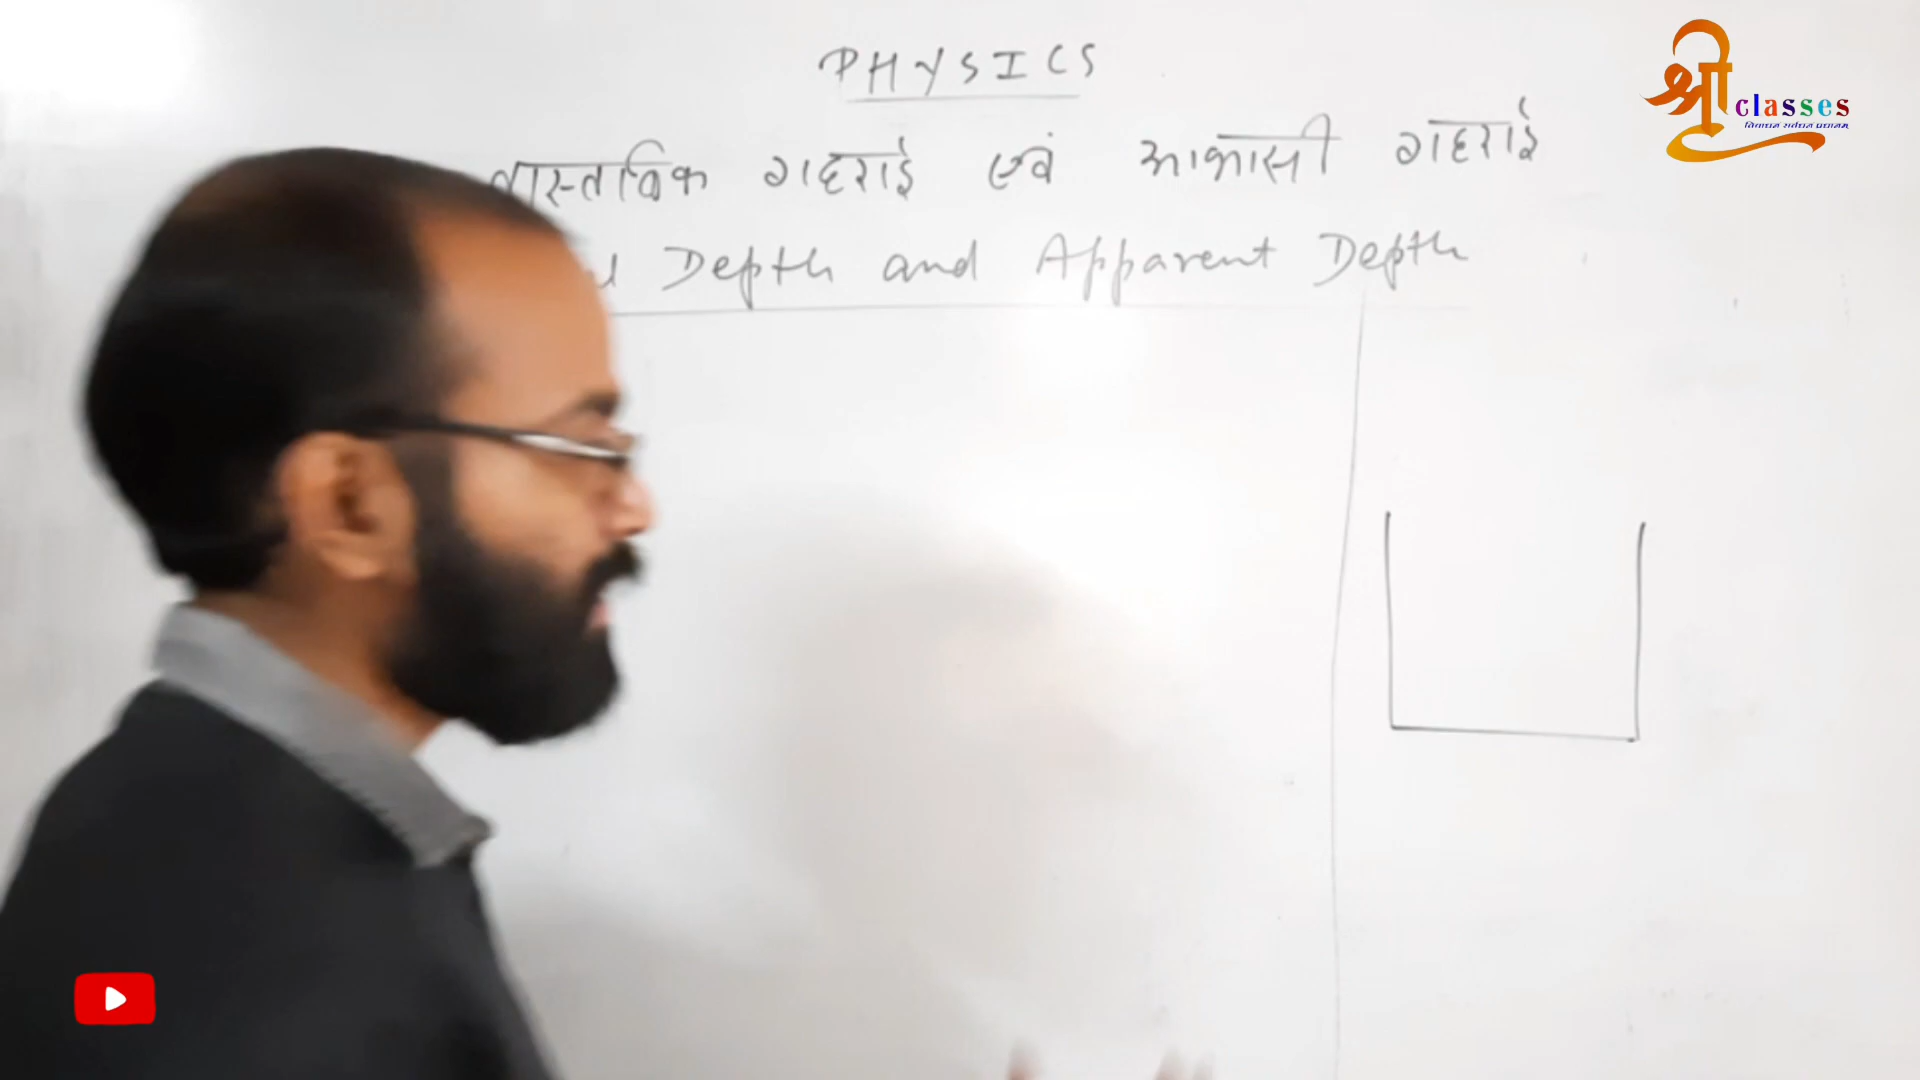 PHYSICS
वास्तविक गहराई एवं आभासी गहराई
Depth and Apparent Depth
श्री classes